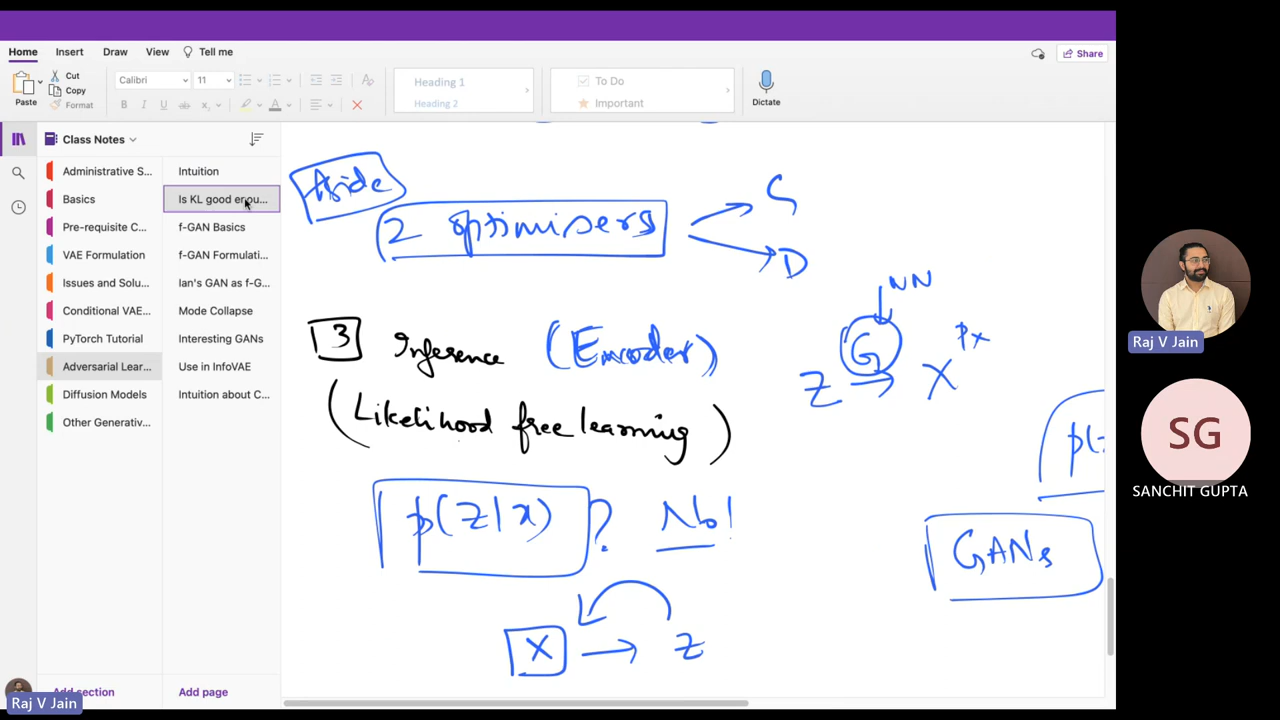 Home Insert Draw View Tell me
Share
Paste
Cut
Copy
Format
Calibri 11
B I U
Heading 1
Heading 2
To Do
Important
Dictate
Class Notes
Administrative S...
Basics
Pre-requisite C...
VAE Formulation
Issues and Solu...
Conditional VAE...
PyTorch Tutorial
Adversarial Lear...
Diffusion Models
Other Generativ...
Add section
Intuition
Is KL good enou...
f-GAN Basics
f-GAN Formulati...
Ian's GAN as f-G...
Mode Collapse
Interesting GANs
Use in InfoVAE
Intuition about C...
Add page
Aside
2 optimisers
G
D
3 Inference (Encoder)
(Likelihood free learning)
p(z|x) ? No!
X → Z
NN
G
Z → X
Px
p(
GANs
Raj V Jain
Raj V Jain
SG
SANCHIT GUPTA